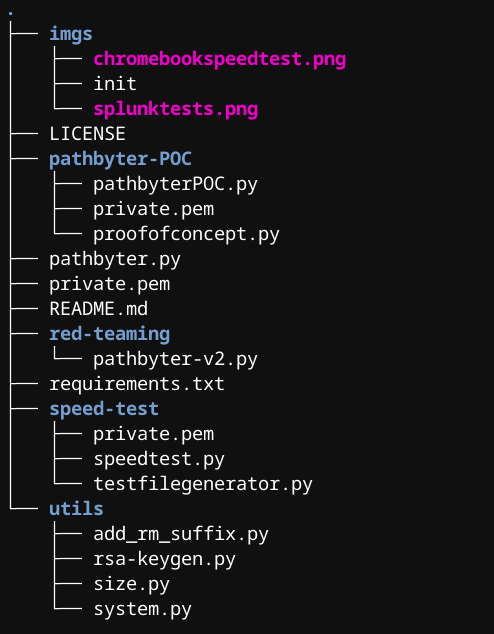 .
├── imgs
│   ├── chromebookspeedtest.png
│   ├── init
│   └── splunktests.png
├── LICENSE
├── pathbyter-POC
│   ├── pathbyterPOC.py
│   ├── private.pem
│   └── proofofconcept.py
├── pathbyter.py
├── private.pem
├── README.md
├── red-teaming
│   └── pathbyter-v2.py
├── requirements.txt
├── speed-test
│   ├── private.pem
│   ├── speedtest.py
│   └── testfilegenerator.py
└── utils
    ├── add_rm_suffix.py
    ├── rsa-keygen.py
    ├── size.py
    └── system.py